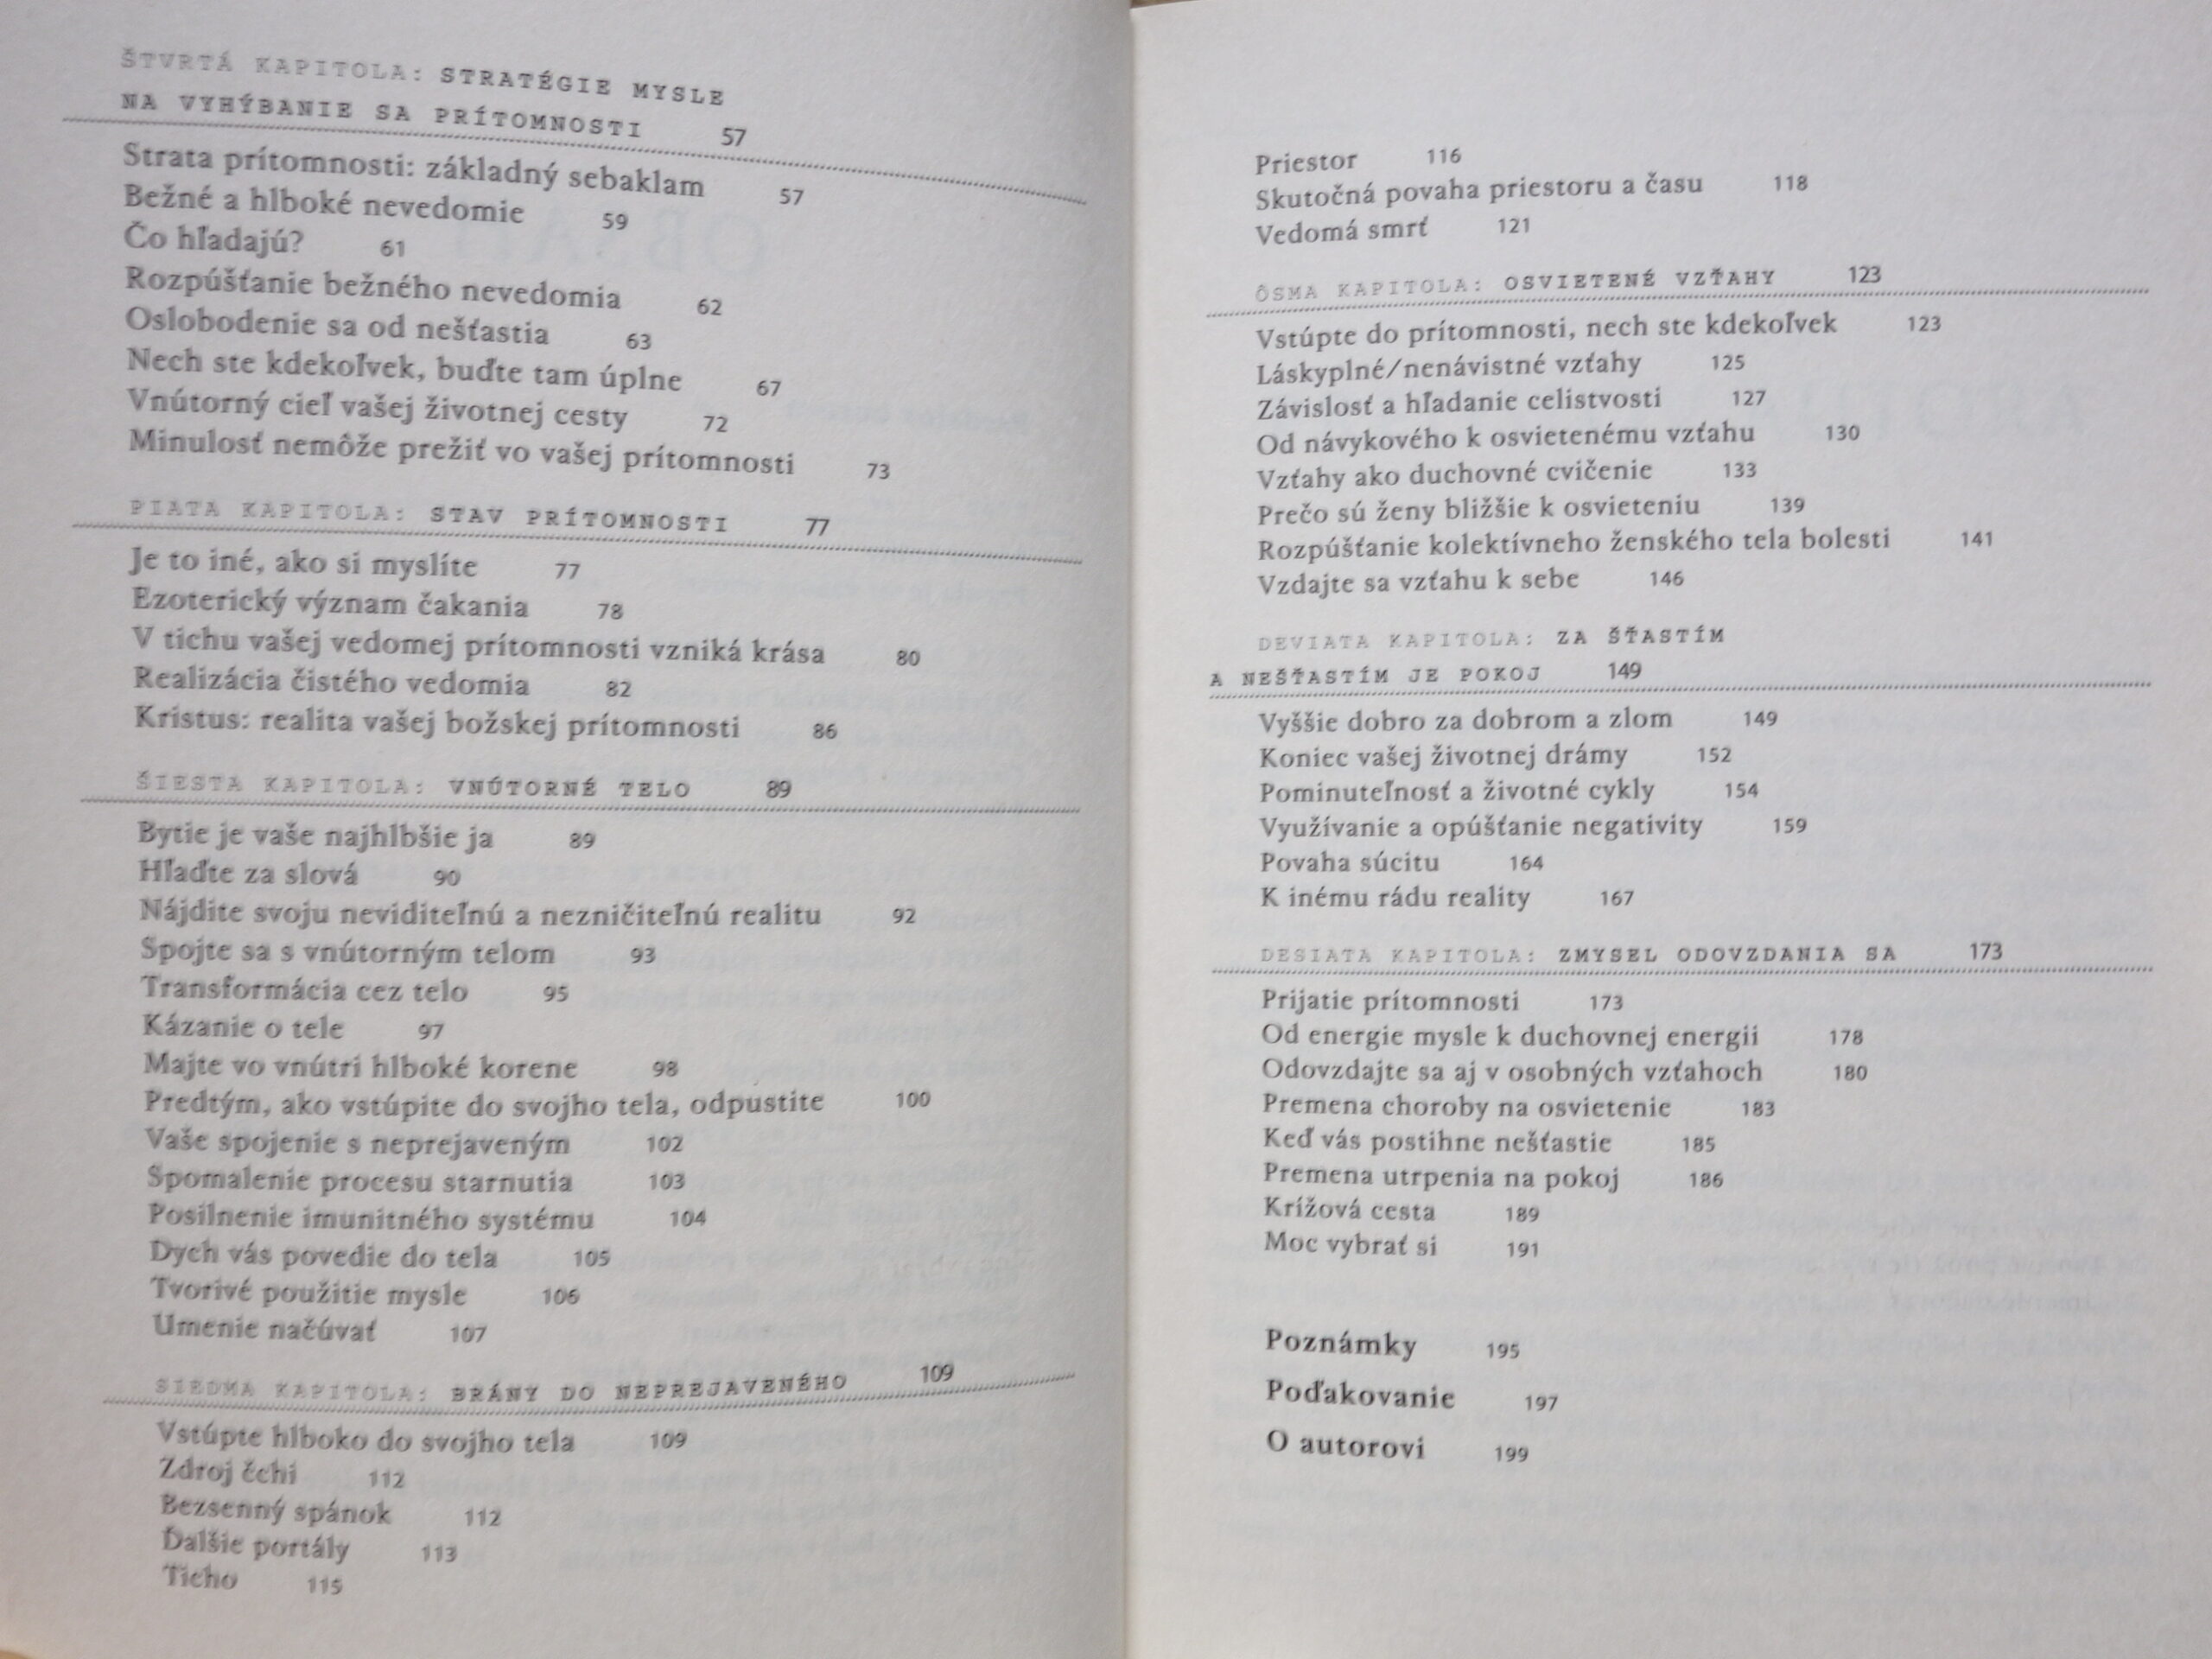 ŠTVRTÁ KAPITOLA: STRATÉGIE MYSLE
NA VYHÝBANIE SA PRÍTOMNOSTI 57
Strata prítomnosti: základný sebaklam 57
Bežné a hlboké nevedomie 59
Čo hľadajú? 61
Rozpúšťanie bežného nevedomia 62
Oslobodenie sa od nešťastia 63
Nech ste kdekoľvek, buďte tam úplne 67
Vnútorný cieľ vašej životnej cesty 72
Minulosť nemôže prežiť vo vašej prítomnosti 73
PIATA KAPITOLA: STAV PRÍTOMNOSTI 77
Je to iné, ako si myslíte 77
Ezoterický význam čakania 78
V tichu vašej vedomej prítomnosti vzniká krása 80
Realizácia čistého vedomia 82
Kristus: realita vašej božskej prítomnosti 86
ŠIESTA KAPITOLA: VNÚTORNÉ TELO 89
Bytie je vaše najhlbšie ja 89
Hľaďte za slová 90
Nájdite svoju neviditeľnú a nezničiteľnú realitu 92
Spojte sa s vnútorným telom 93
Transformácia cez telo 95
Kázanie o tele 97
Majte vo vnútri hlboké korene 98
Predtým, ako vstúpite do svojho tela, odpustite 100
Vaše spojenie s neprejaveným 102
Spomalenie procesu starnutia 103
Posilnenie imunitného systému 104
Dych vás povedie do tela 105
Tvorivé použitie mysle 106
Umenie načúvať 107
SIEDMA KAPITOLA: BRÁNY DO NEPREJAVENÉHO 109
Vstúpte hlboko do svojho tela 109
Zdroj čchi 112
Bezsenný spánok 112
Ďalšie portály 113
Ticho 115
Priestor 116
Skutočná povaha priestoru a času 118
Vedomá smrť 121
ÔSMA KAPITOLA: OSVIETENÉ VZŤAHY 123
Vstúpte do prítomnosti, nech ste kdekoľvek 123
Láskyplné/nenávistné vzťahy 125
Závislosť a hľadanie celistvosti 127
Od návykového k osvietenému vzťahu 130
Vzťahy ako duchovné cvičenie 133
Prečo sú ženy bližšie k osvieteniu 139
Rozpúšťanie kolektívneho ženského tela bolesti 141
Vzdajte sa vzťahu k sebe 146
DEVIATA KAPITOLA: ZA ŠŤASTÍM
A NEŠŤASTÍM JE POKOJ 149
Vyššie dobro za dobrom a zlom 149
Koniec vašej životnej drámy 152
Pominuteľnosť a životné cykly 154
Využívanie a opúšťanie negativity 159
Povaha súcitu 164
K inému rádu reality 167
DESIATA KAPITOLA: ZMYSEL ODOVZDANIA SA 173
Prijatie prítomnosti 173
Od energie mysle k duchovnej energii 178
Odovzdajte sa aj v osobných vzťahoch 180
Premena choroby na osvietenie 183
Keď vás postihne nešťastie 185
Premena utrpenia na pokoj 186
Krížová cesta 189
Moc vybrať si 191
Poznámky 195
Poďakovanie 197
O autorovi 199